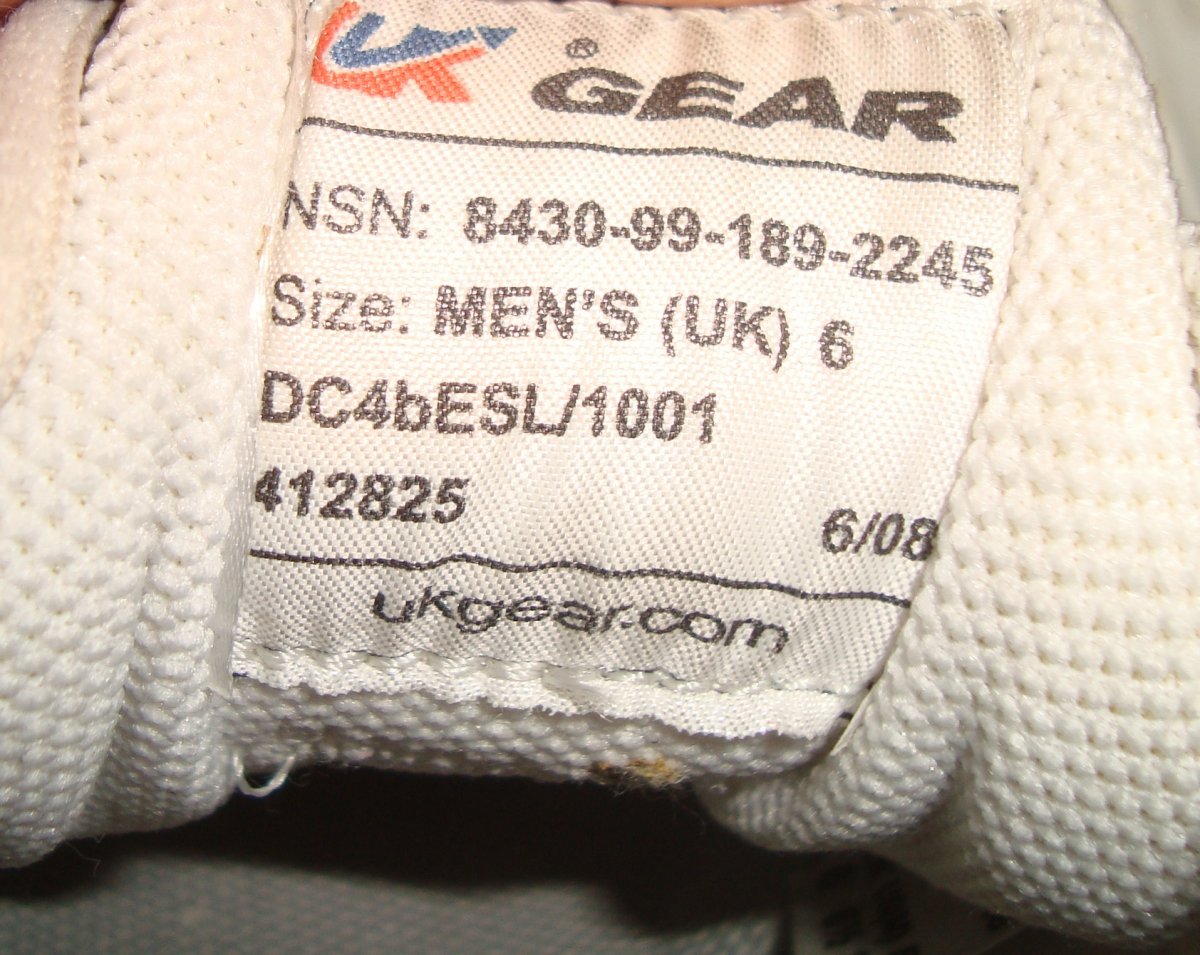 UK ® GEAR
NSN: 8430-99-189-2245
Size: MEN'S (UK) 6
DC4bESL/1001
412825 6/08
ukgear.com